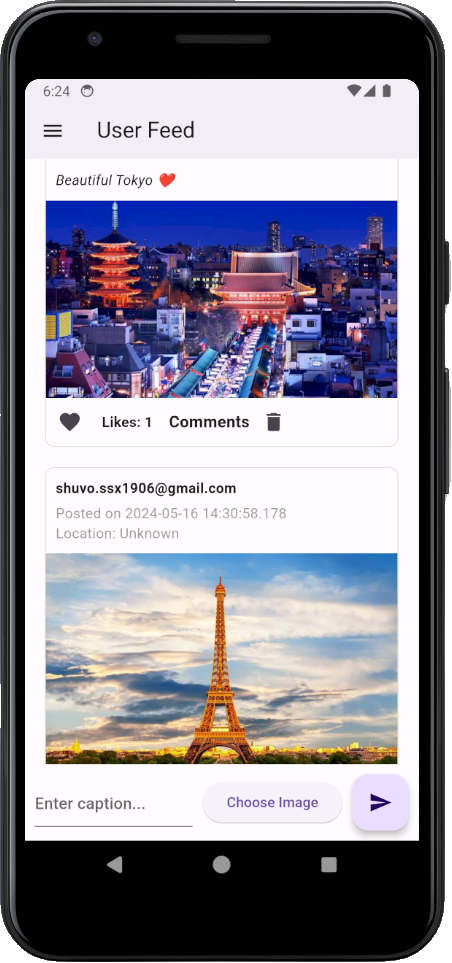 6:24
User Feed
Beautiful Tokyo ❤️
Likes: 1 Comments
shuvo.ssx1906@gmail.com
Posted on 2024-05-16 14:30:58.178
Location: Unknown
Enter caption... Choose Image